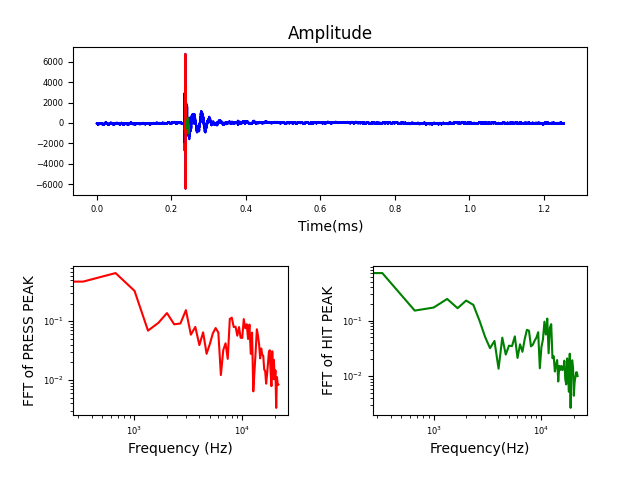 Amplitude
6000
4000
2000
0
−2000
−4000
−6000
0.0 0.2 0.4 0.6 0.8 1.0 1.2
Time(ms)
FFT of PRESS PEAK
10⁻¹
10⁻²
10³ 10⁴
Frequency (Hz)
FFT of HIT PEAK
10⁻¹
10⁻²
10³ 10⁴
Frequency(Hz)